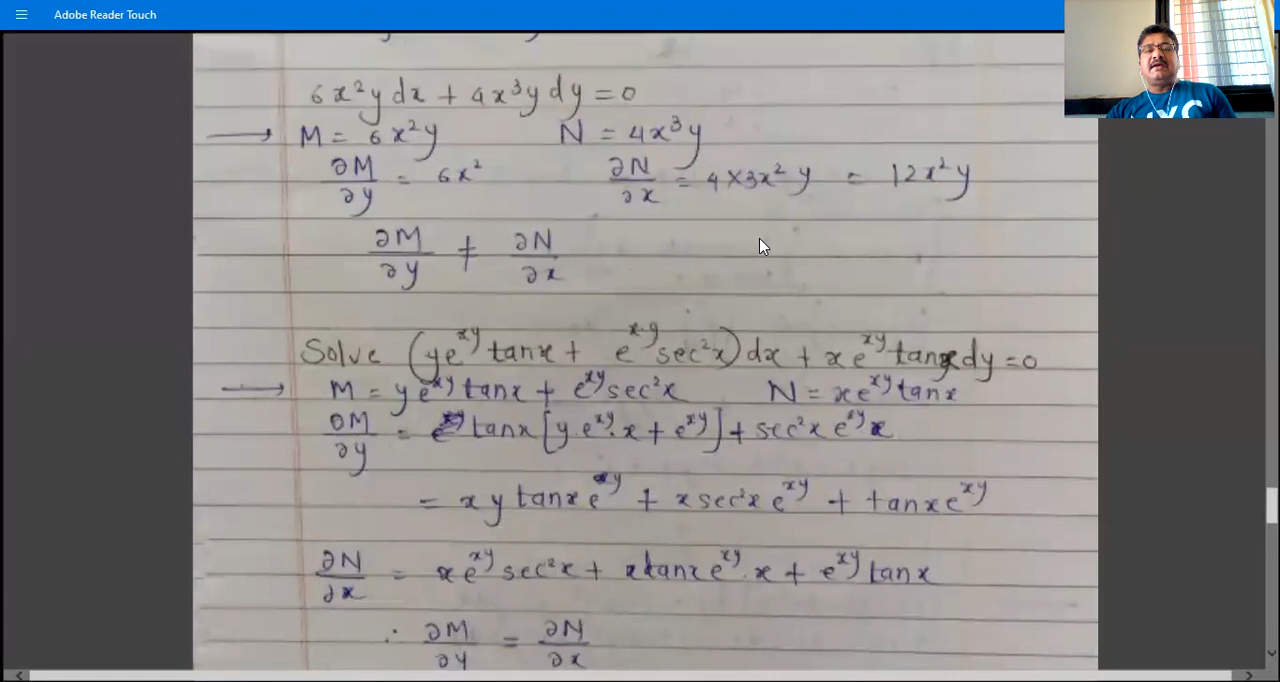 Adobe Reader Touch
6x²y dx + 4x³y dy = 0
→ M = 6x²y N = 4x³y
∂M/∂y = 6x² ∂N/∂x = 4×3x²y = 12x²y
∂M/∂y ≠ ∂N/∂x
Solve (ye^xy tanx + e^xy sec²x) dx + xe^xy tanx dy = 0
→ M = ye^xy tanx + e^xy sec²x N = xe^xy tanx
∂M/∂y = tanx [y·e^xy·x + e^xy] + sec²x e^xy x
= xy tanx e^xy + x sec²x e^xy + tanx e^xy
∂N/∂x = xe^xy sec²x + x tanx e^xy·x + e^xy tanx
∴ ∂M/∂y = ∂N/∂x